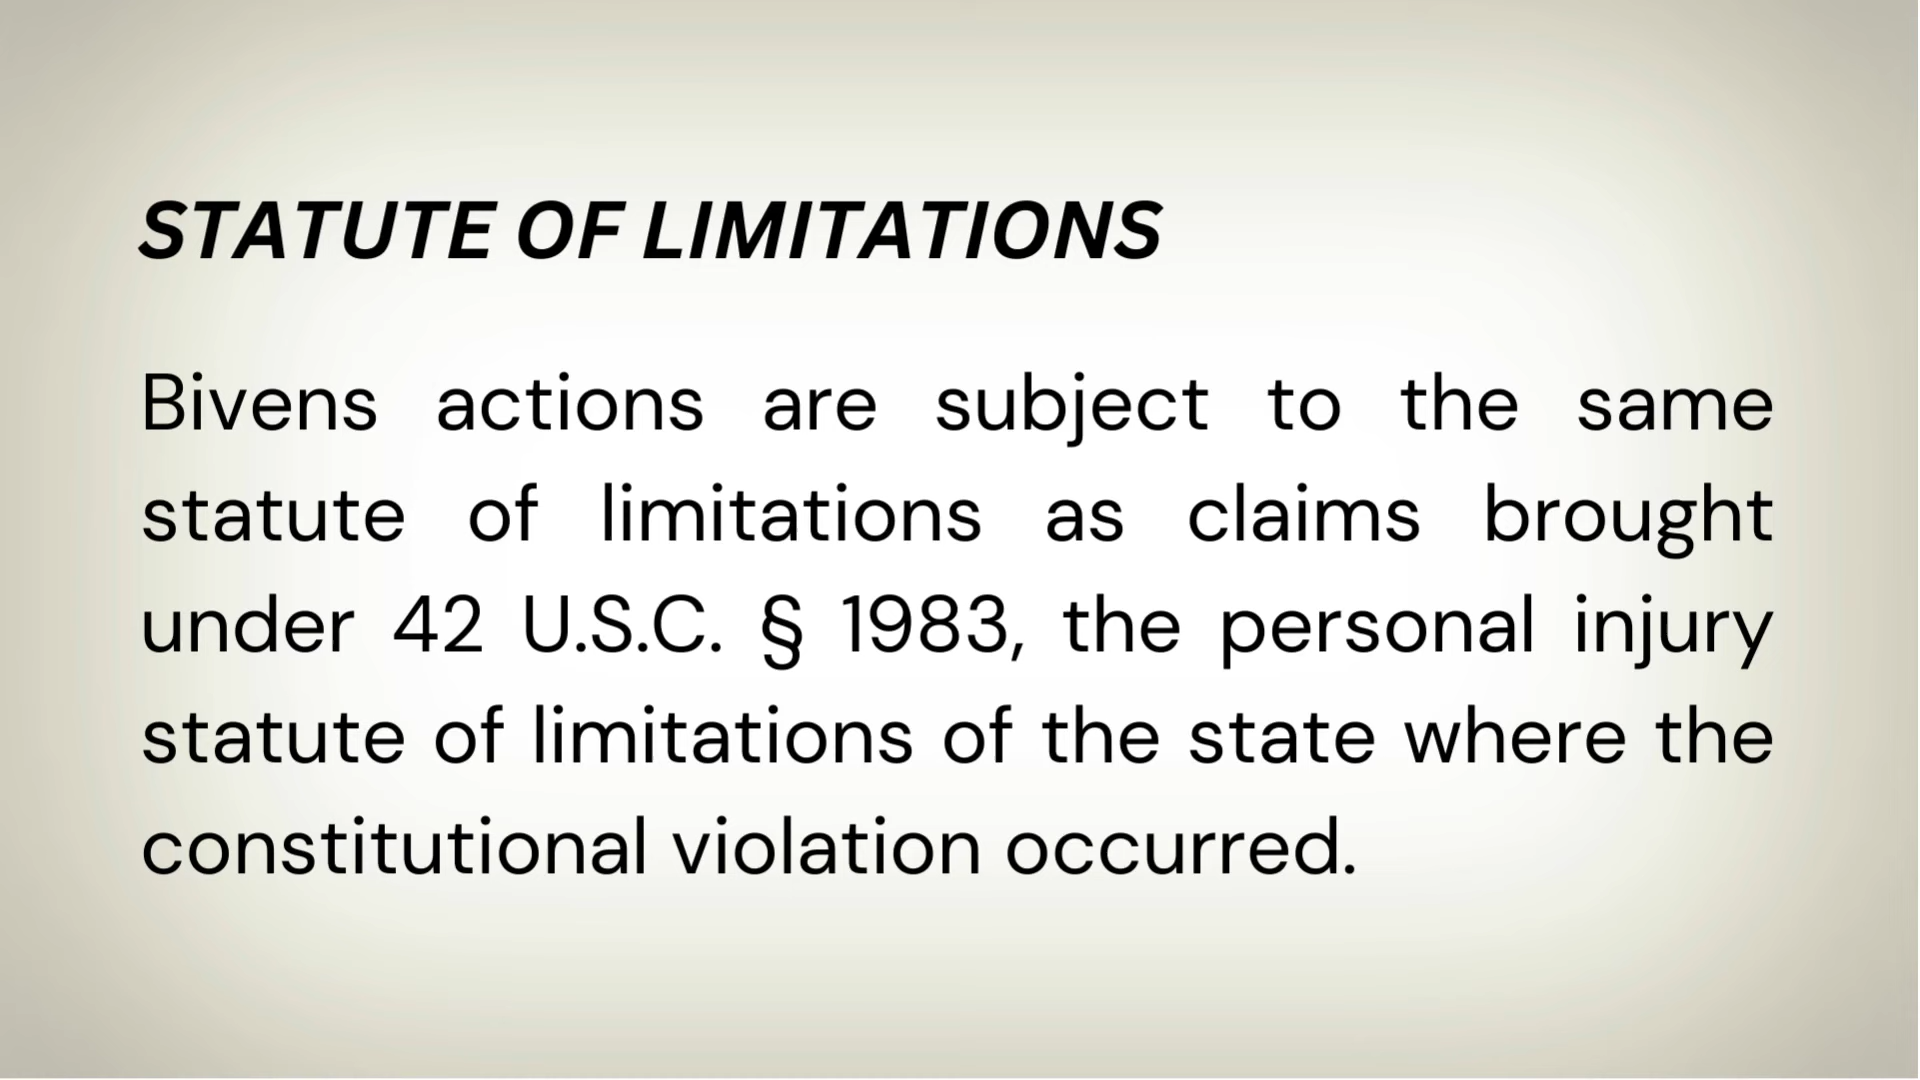 STATUTE OF LIMITATIONS
Bivens actions are subject to the same
statute of limitations as claims brought
under 42 U.S.C. § 1983, the personal injury
statute of limitations of the state where the
constitutional violation occurred.